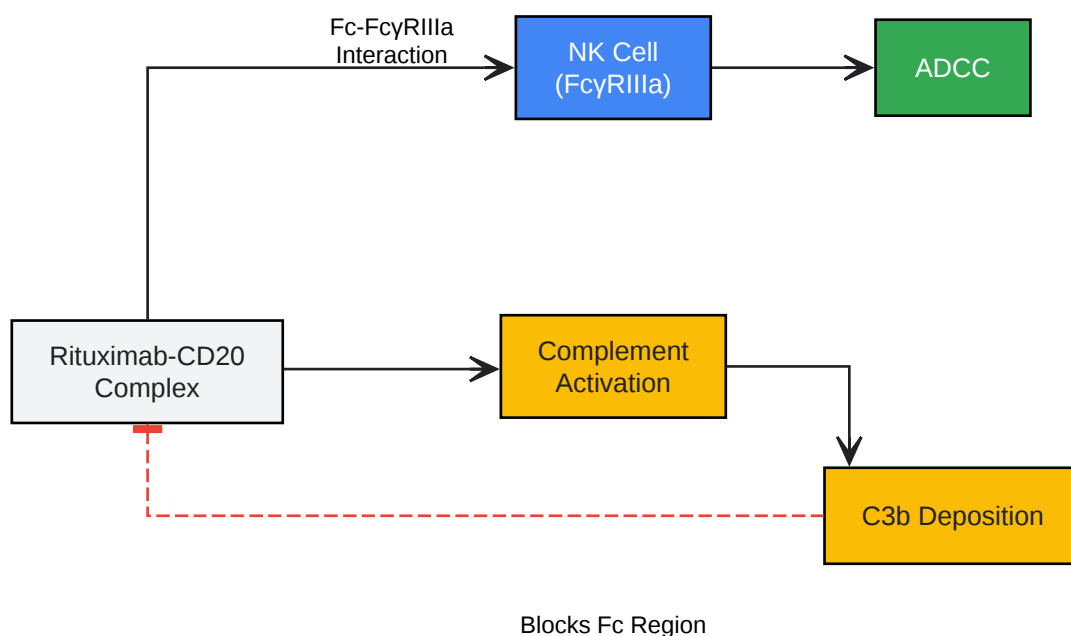 Fc-FcγRIIIa
Interaction
NK Cell
(FcγRIIIa)
ADCC
Rituximab-CD20
Complex
Complement
Activation
C3b Deposition
Blocks Fc Region